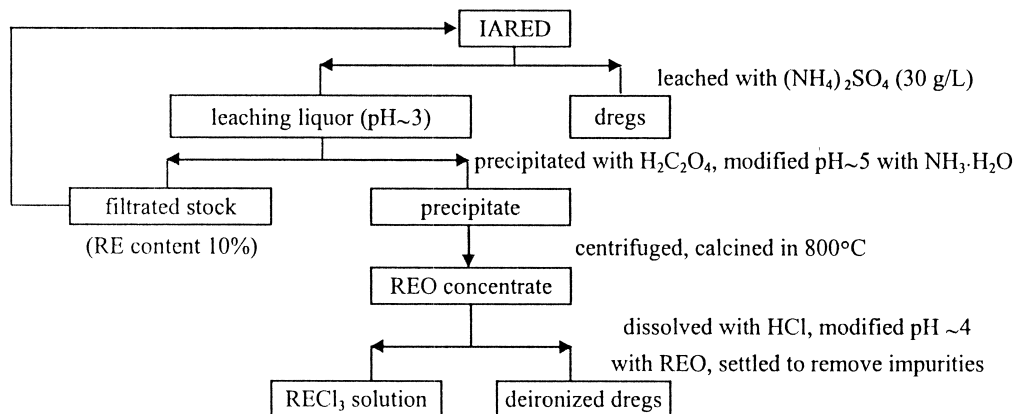 IARED
leached with (NH₄)₂SO₄ (30 g/L)
leaching liquor (pH~3)
dregs
precipitated with H₂C₂O₄, modified pH~5 with NH₃·H₂O
filtrated stock
precipitate
(RE content 10%)
centrifuged, calcined in 800°C
REO concentrate
dissolved with HCl, modified pH ~4
with REO, settled to remove impurities
RECl₃ solution
deironized dregs